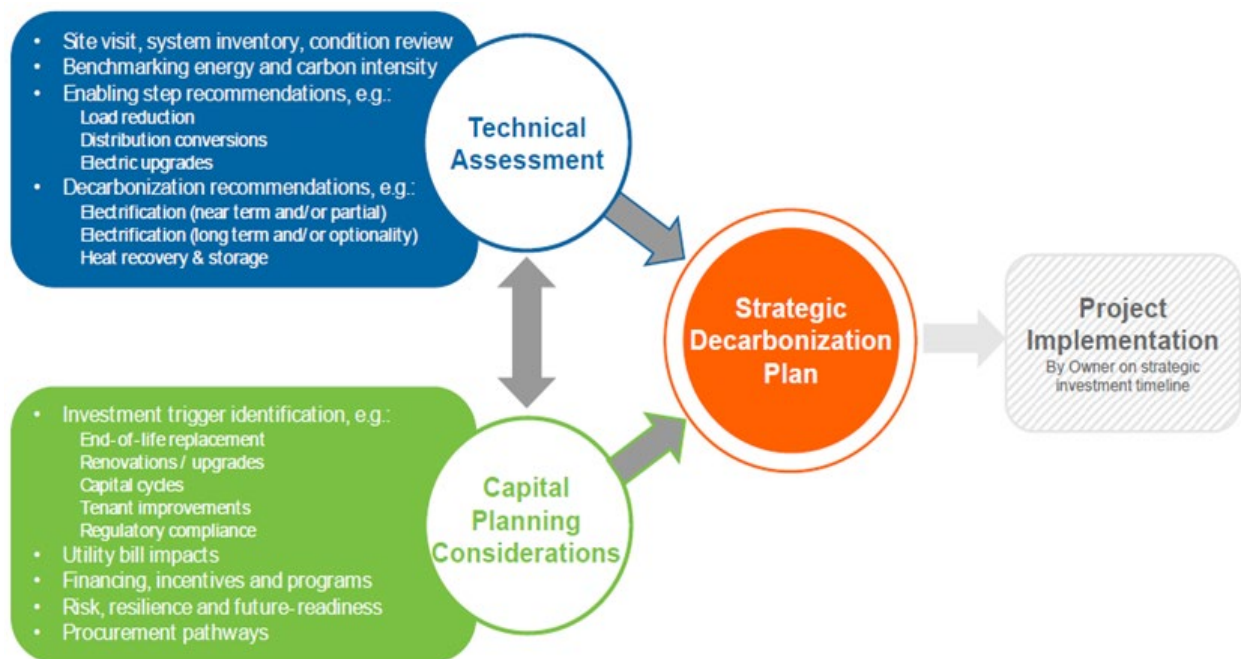 • Site visit, system inventory, condition review
• Benchmarking energy and carbon intensity
• Enabling step recommendations, e.g.:
Load reduction
Distribution conversions
Electric upgrades
• Decarbonization recommendations, e.g.:
Electrification (near term and/or partial)
Electrification (long term and/or optionality)
Heat recovery & storage
Technical
Assessment
• Investment trigger identification, e.g.:
End-of-life replacement
Renovations / upgrades
Capital cycles
Tenant improvements
Regulatory compliance
• Utility bill impacts
• Financing, incentives and programs
• Risk, resilience and future-readiness
• Procurement pathways
Capital
Planning
Considerations
Strategic
Decarbonization
Plan
Project
Implementation
By Owner on strategic
investment timeline